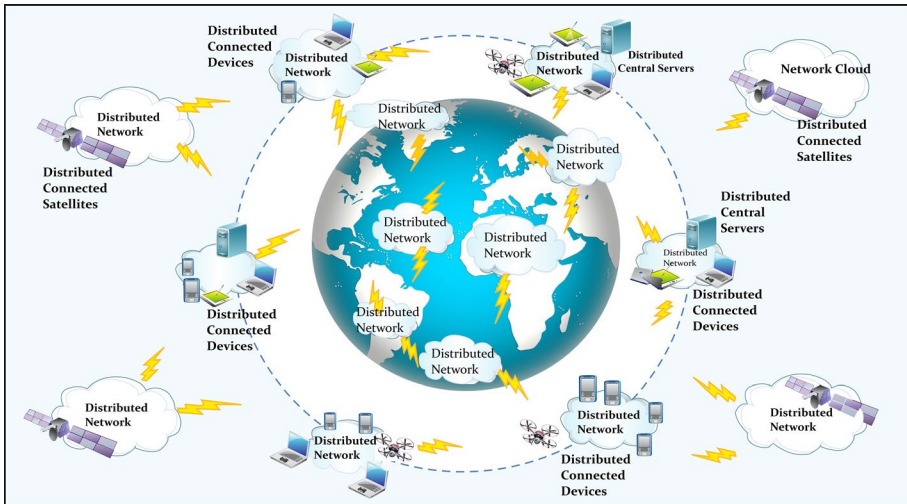 Distributed
Connected
Devices
Distributed
Network
Distributed
Network
Distributed
Central Servers
Network Cloud
Distributed
Connected
Satellites
Distributed
Network
Distributed
Connected
Satellites
Distributed
Network
Distributed
Network
Distributed
Network
Distributed
Network
Distributed
Central
Servers
Distributed
Network
Distributed
Connected
Devices
Distributed
Connected
Devices
Distributed
Network
Distributed
Network
Distributed
Network
Distributed
Network
Distributed
Network
Distributed
Connected
Devices
Distributed
Network